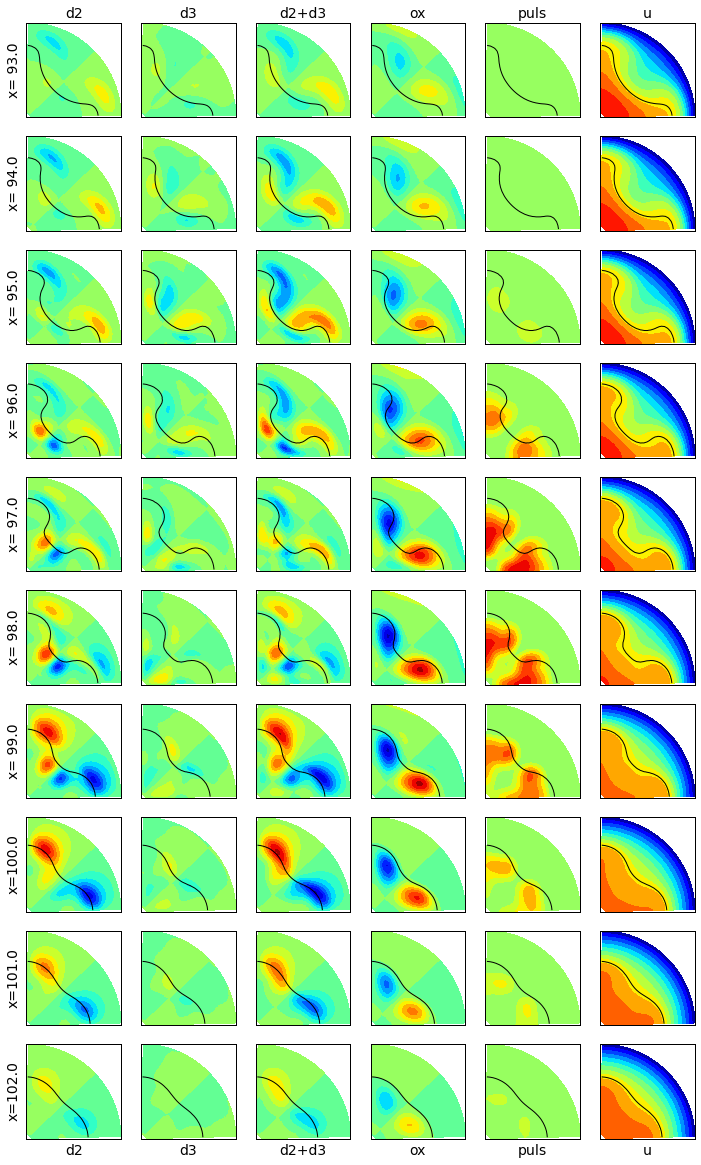 d2 d3 d2+d3 ox puls u
x= 93.0
x= 94.0
x= 95.0
x= 96.0
x= 97.0
x= 98.0
x= 99.0
x=100.0
x=101.0
x=102.0
d2 d3 d2+d3 ox puls u